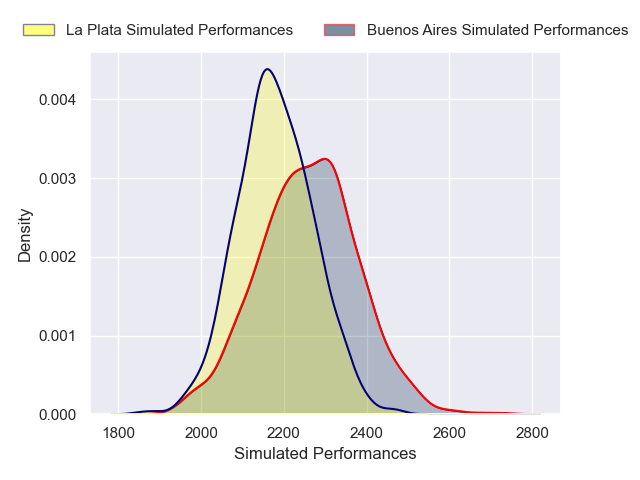 La Plata Simulated Performances
Buenos Aires Simulated Performances
0.004
0.003
0.002
0.001
0.000
Density
1800 2000 2200 2400 2600 2800
Simulated Performances